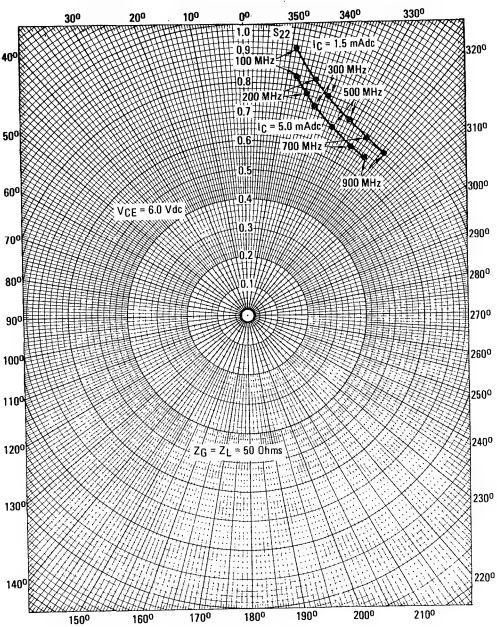 30° 20° 10° 0° 350° 340° 330°
1.0
S22
IC = 1.5 mAdc
40°
0.9
100 MHz
320°
300 MHz
0.8
500 MHz
200 MHz
0.7
310°
IC = 5.0 mAdc
50°
0.6
700 MHz
0.5
900 MHz
60°
300°
0.4
VCE = 6.0 Vdc
0.3
70°
290°
0.2
80°
280°
0.1
90°
270°
100°
260°
110°
250°
120°
240°
ZG = ZL = 50 Ohms
130°
230°
140°
220°
150° 160° 170° 180° 190° 200° 210°